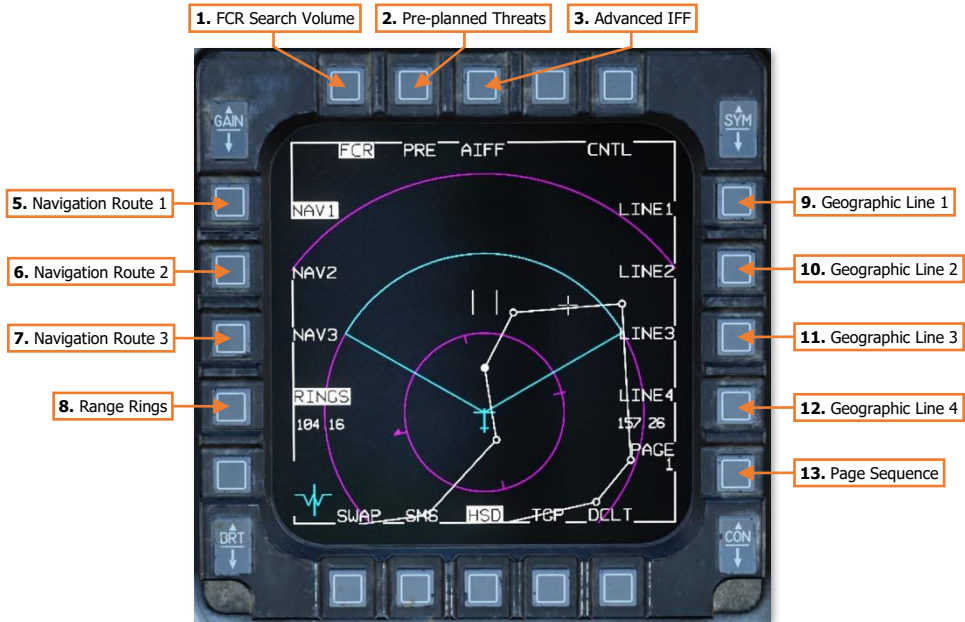 1. FCR Search Volume
2. Pre-planned Threats
3. Advanced IFF
GAIN
SYM
FCR PRE AIFF CNTL
5. Navigation Route 1
NAV1
LINE1
9. Geographic Line 1
6. Navigation Route 2
NAV2
LINE2
10. Geographic Line 2
7. Navigation Route 3
NAV3
LINE3
11. Geographic Line 3
8. Range Rings
RINGS
LINE4
12. Geographic Line 4
104 16
157 26
PAGE
1
13. Page Sequence
SWAP SMS HSD TGP DCLT
BRT
CON